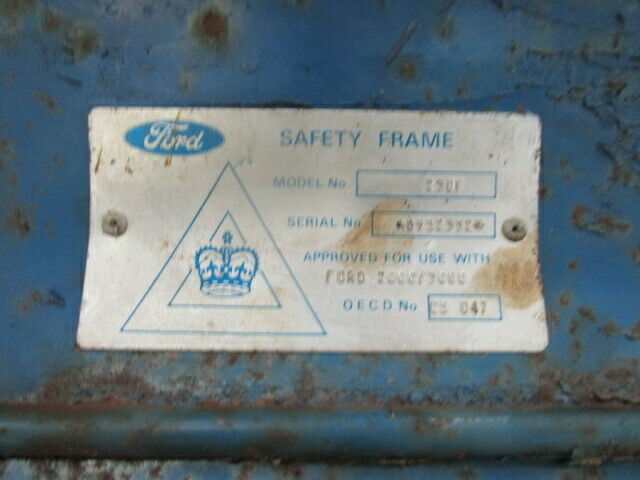 Ford
SAFETY FRAME
MODEL No
SERIAL No
APPROVED FOR USE WITH
FORD 2000/3000
OECD No 047